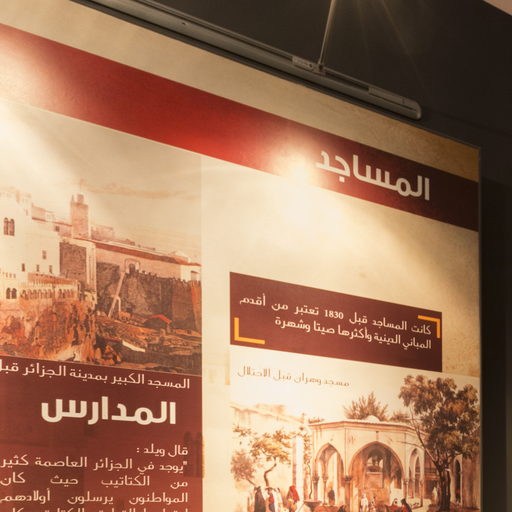 المساجد
كانت المساجد قبل 1830 تعتبر من أقدم
المباني الدينية وأكثرها صيتا وشهرة
مسجد وهران قبل الاحتلال
المسجد الكبير بمدينة الجزائر قبل
المدارس
قال ويلد :
"يوجد في الجزائر العاصمة كثير
من الكتاتيب حيث كان
المواطنون يرسلون أولادهم